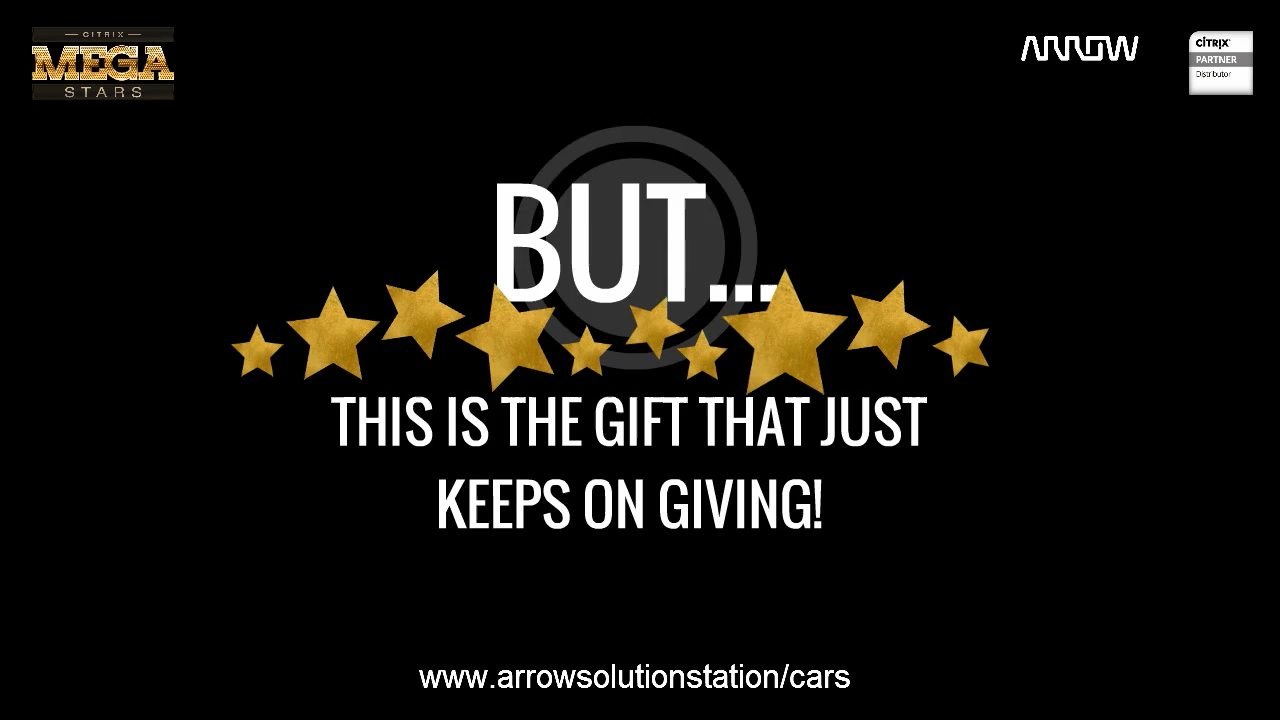 CITRIX
MEGA
STARS
ARROW
CITRIX
PARTNER
Distributor
BUT...
THIS IS THE GIFT THAT JUST
KEEPS ON GIVING!
www.arrowsolutionstation/cars